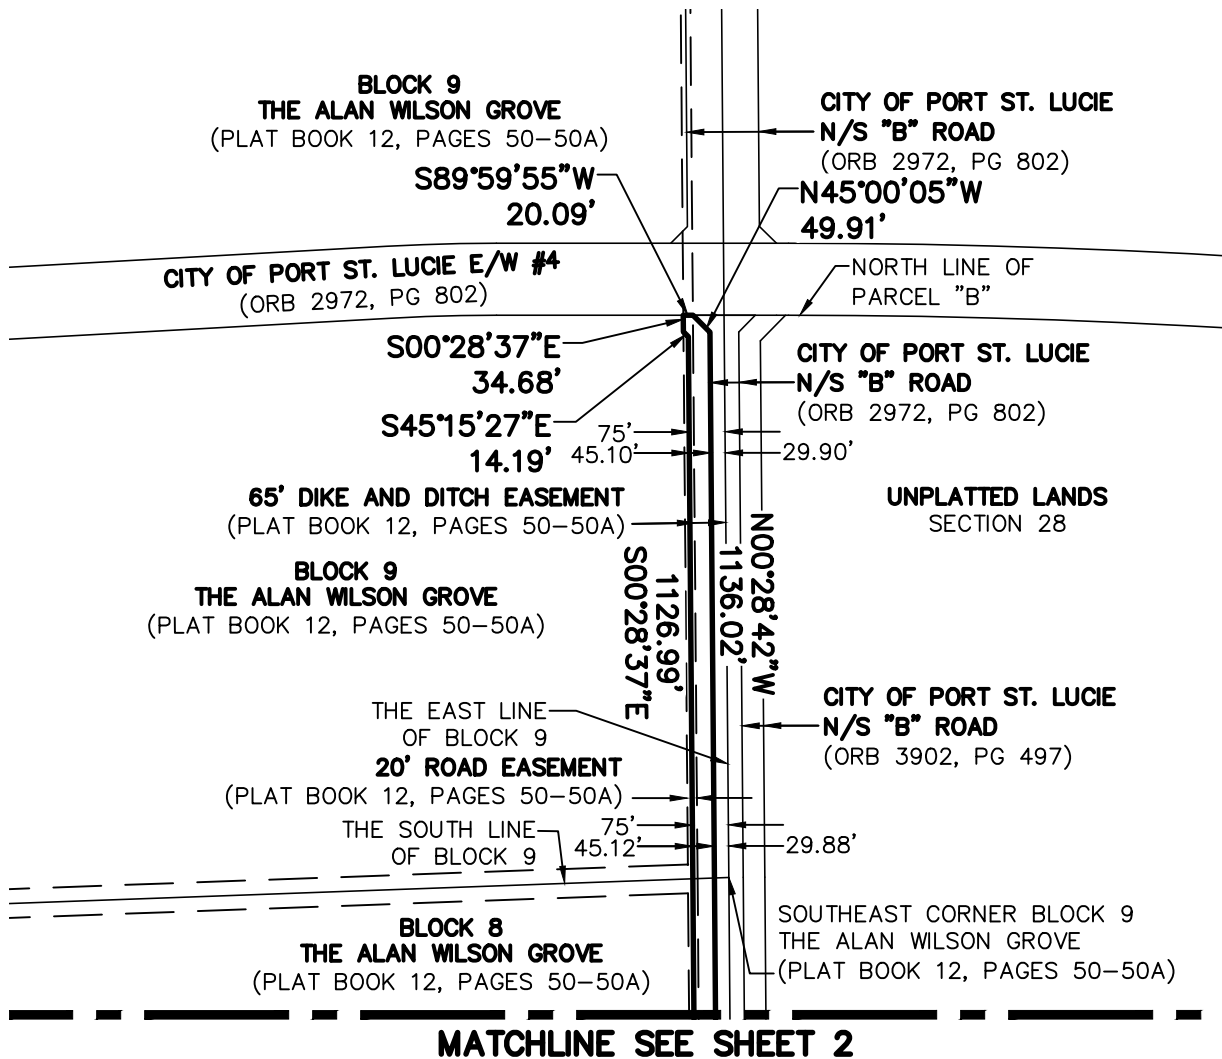 BLOCK 9
THE ALAN WILSON GROVE
(PLAT BOOK 12, PAGES 50-50A)
CITY OF PORT ST. LUCIE
N/S "B" ROAD
(ORB 2972, PG 802)
S89°59'55"W
20.09'
N45°00'05"W
49.91'
CITY OF PORT ST. LUCIE E/W #4
(ORB 2972, PG 802)
NORTH LINE OF
PARCEL "B"
S00°28'37"E
34.68'
CITY OF PORT ST. LUCIE
N/S "B" ROAD
(ORB 2972, PG 802)
S45°15'27"E
14.19'
75'
45.10'
29.90'
65' DIKE AND DITCH EASEMENT
(PLAT BOOK 12, PAGES 50-50A)
UNPLATTED LANDS
SECTION 28
BLOCK 9
THE ALAN WILSON GROVE
(PLAT BOOK 12, PAGES 50-50A)
1126.99'
S00°28'37"E
N00°28'42"W
1136.02'
THE EAST LINE
OF BLOCK 9
CITY OF PORT ST. LUCIE
N/S "B" ROAD
(ORB 3902, PG 497)
20' ROAD EASEMENT
(PLAT BOOK 12, PAGES 50-50A)
THE SOUTH LINE
OF BLOCK 9
75'
45.12'
29.88'
BLOCK 8
THE ALAN WILSON GROVE
(PLAT BOOK 12, PAGES 50-50A)
SOUTHEAST CORNER BLOCK 9
THE ALAN WILSON GROVE
(PLAT BOOK 12, PAGES 50-50A)
MATCHLINE SEE SHEET 2